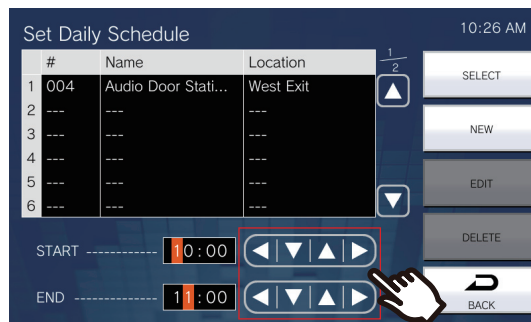 Set Daily Schedule 10:26 AM
# Name Location 1/2
1 004 Audio Door Stati... West Exit
2 --- --- ---
3 --- --- ---
4 --- --- ---
5 --- --- ---
6 --- --- ---
SELECT
NEW
EDIT
DELETE
BACK
START ------------- 10:00
END --------------- 11:00